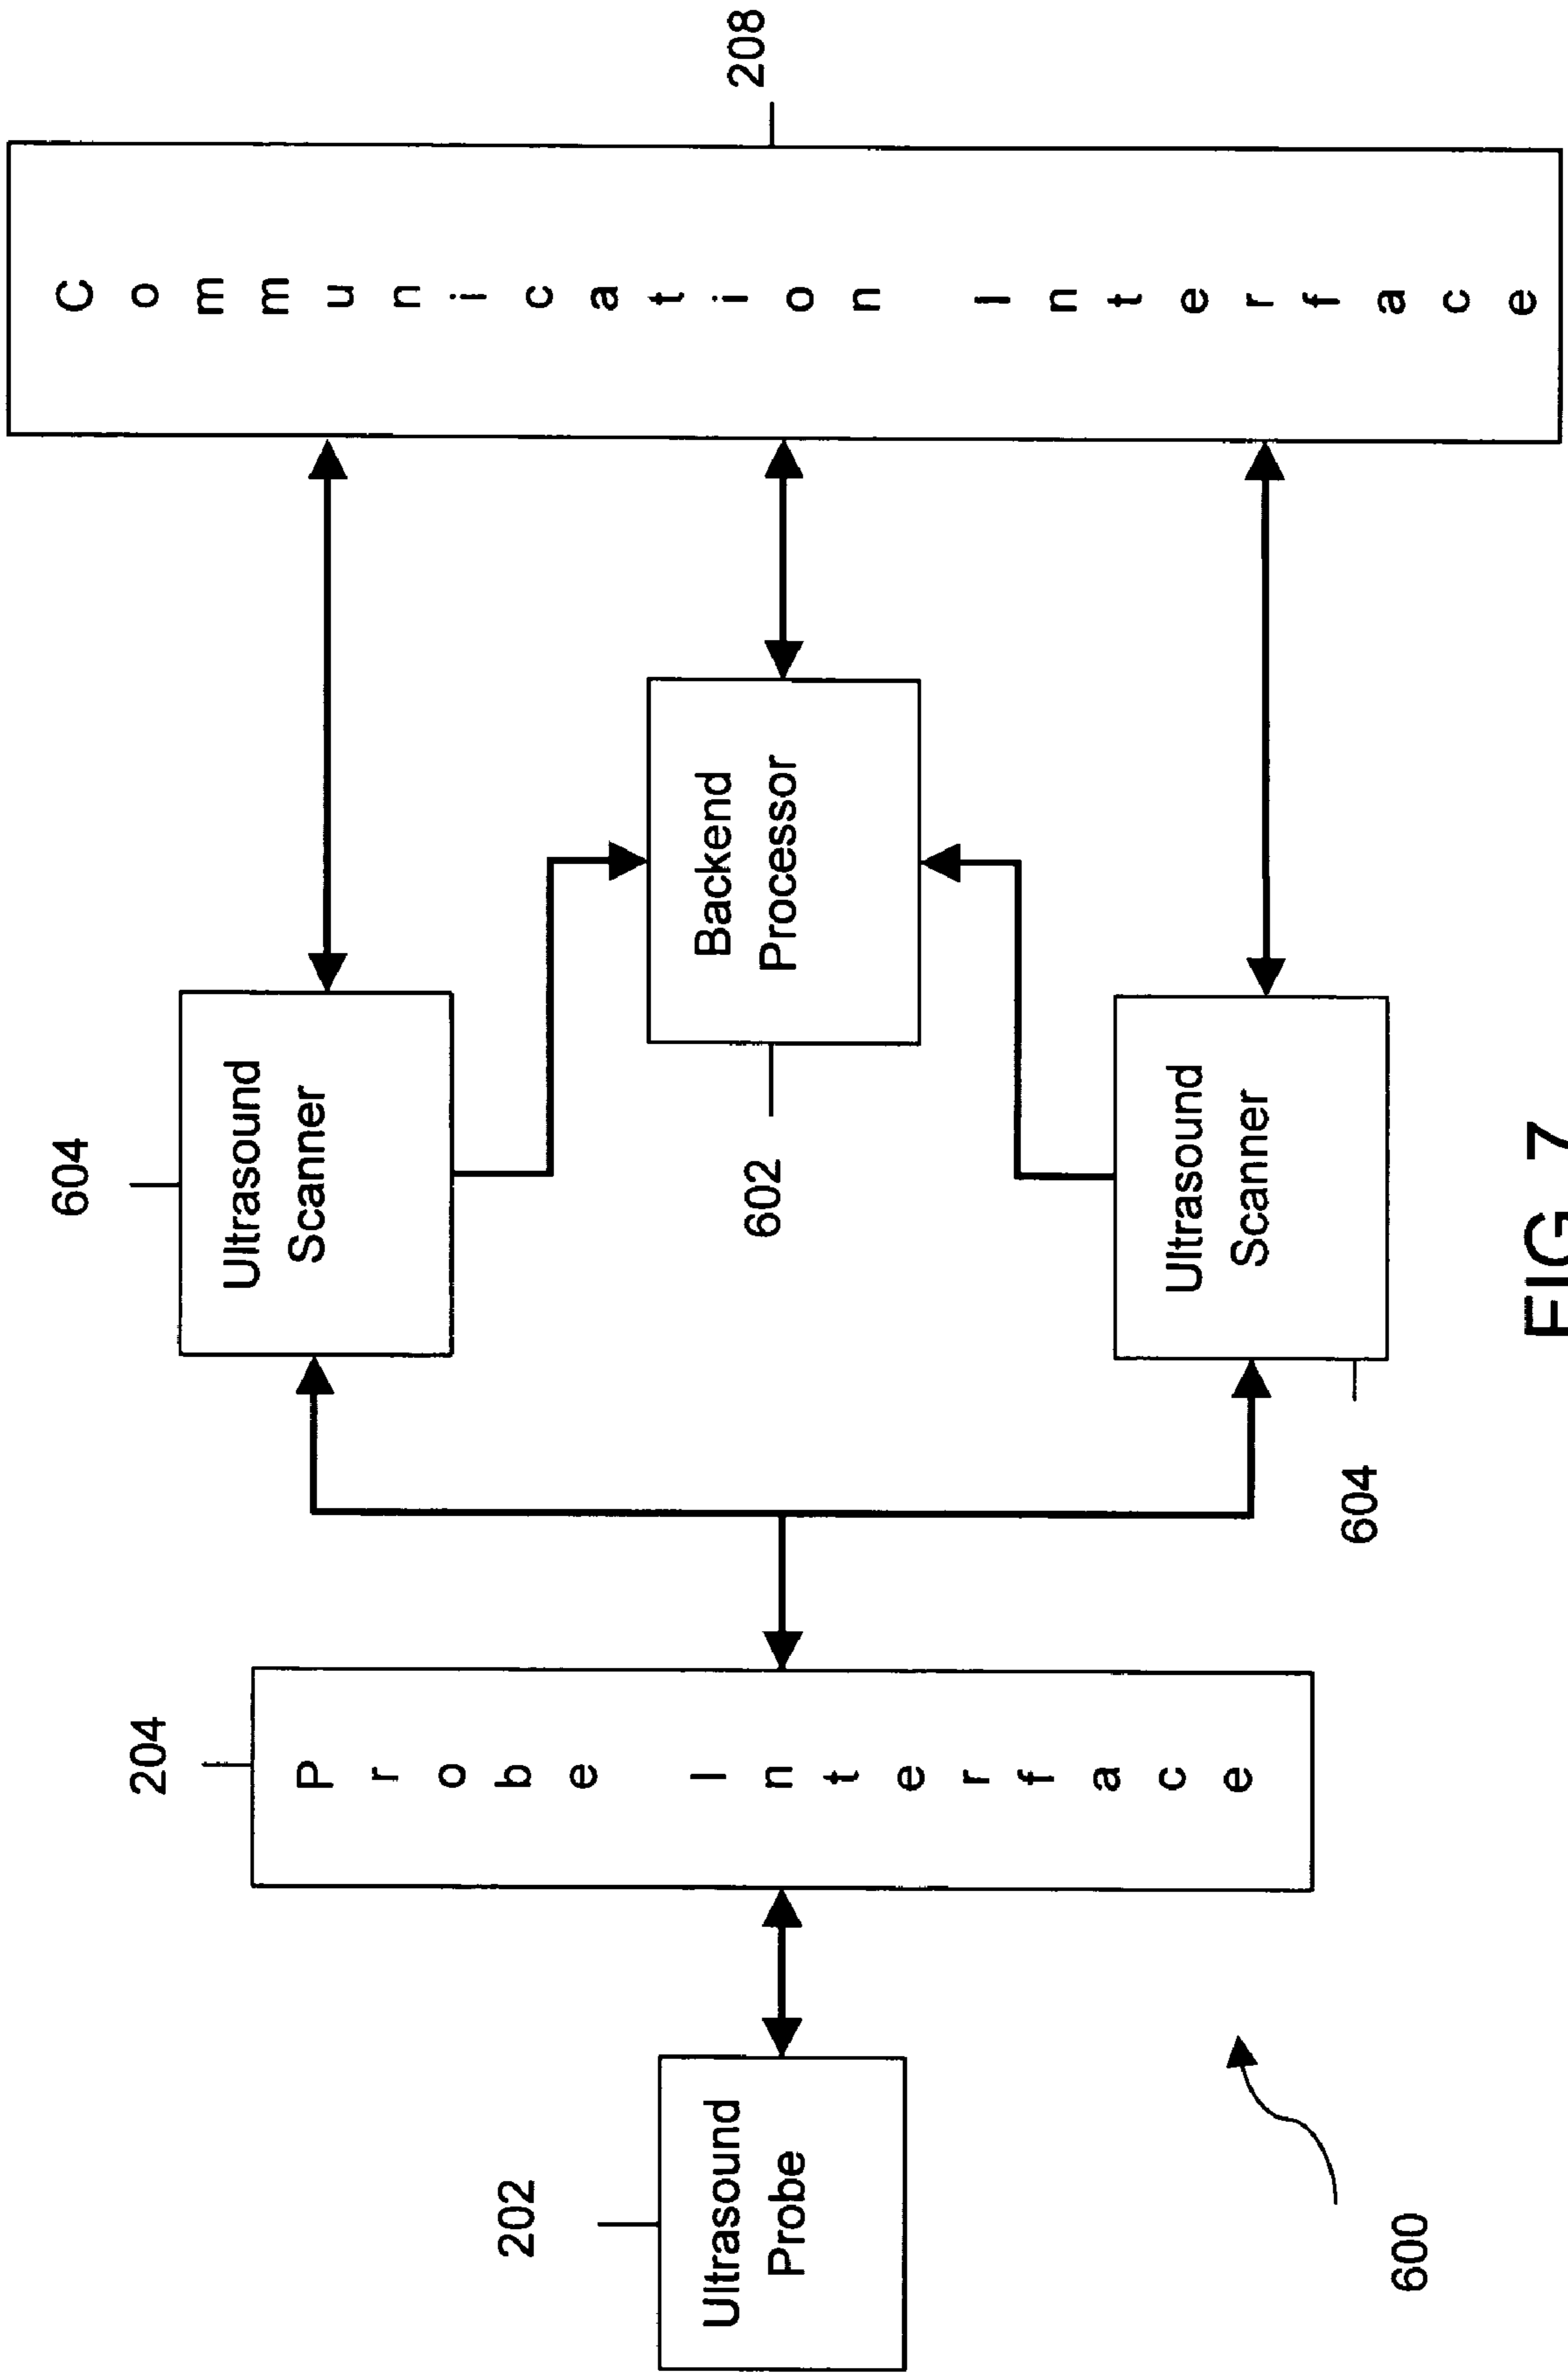 202
Ultrasound
Probe
204
Probe Interface
604
Ultrasound
Scanner
602
Backend
Processor
604
Ultrasound
Scanner
208
Communication Interface
600
FIG. 7